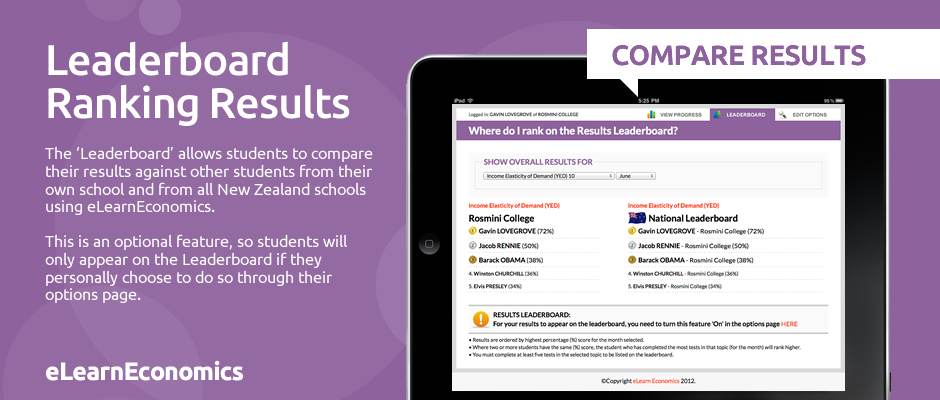 Leaderboard
Ranking Results
The ‘Leaderboard’ allows students to compare
their results against other students from their
own school and from all New Zealand schools
using eLearnEconomics.
This is an optional feature, so students will
only appear on the Leaderboard if they
personally choose to do so through their
options page.
eLearnEconomics
COMPARE RESULTS
iPad 5:25 PM 95%
Logged in: GAVIN LOVEGROVE of ROSMINI COLLEGE VIEW PROGRESS LEADERBOARD EDIT OPTIONS
Where do I rank on the Results Leaderboard?
SHOW OVERALL RESULTS FOR
Income Elasticity of Demand (YED) 10 June
Income Elasticity of Demand (YED)
Rosmini College
Gavin LOVEGROVE (72%)
Jacob RENNIE (50%)
Barack OBAMA (38%)
4. Winston CHURCHILL (36%)
5. Elvis PRESLEY (34%)
Income Elasticity of Demand (YED)
National Leaderboard
Gavin LOVEGROVE - Rosmini College (72%)
Jacob RENNIE - Rosmini College (50%)
Barack OBAMA - Rosmini College (38%)
4. Winston CHURCHILL - Rosmini College (36%)
5. Elvis PRESLEY - Rosmini College (34%)
RESULTS LEADERBOARD:
For your results to appear on the leaderboard, you need to turn this feature 'On' in the options page HERE
• Results are ordered by highest percentage (%) score for the month selected.
• Where two or more students have the same (%) score, the student who has completed the most tests in that topic (for the month) will rank higher.
• You must complete at least five tests in the selected topic to be listed on the leaderboard.
©Copyright eLearn Economics 2012.